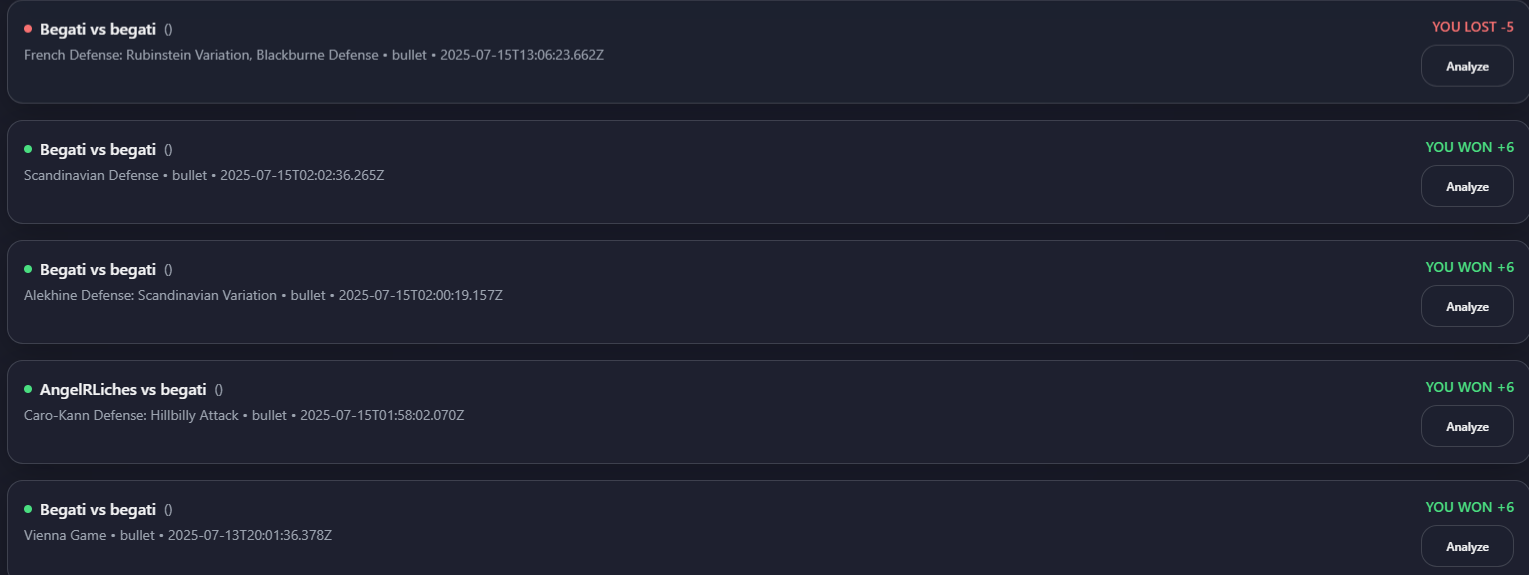 Begati vs begati ()
YOU LOST -5
French Defense: Rubinstein Variation, Blackburne Defense • bullet • 2025-07-15T13:06:23.662Z
Analyze
Begati vs begati ()
YOU WON +6
Scandinavian Defense • bullet • 2025-07-15T02:02:36.265Z
Analyze
Begati vs begati ()
YOU WON +6
Alekhine Defense: Scandinavian Variation • bullet • 2025-07-15T02:00:19.157Z
Analyze
AngelRLiches vs begati ()
YOU WON +6
Caro-Kann Defense: Hillbilly Attack • bullet • 2025-07-15T01:58:02.070Z
Analyze
Begati vs begati ()
YOU WON +6
Vienna Game • bullet • 2025-07-13T20:01:36.378Z
Analyze